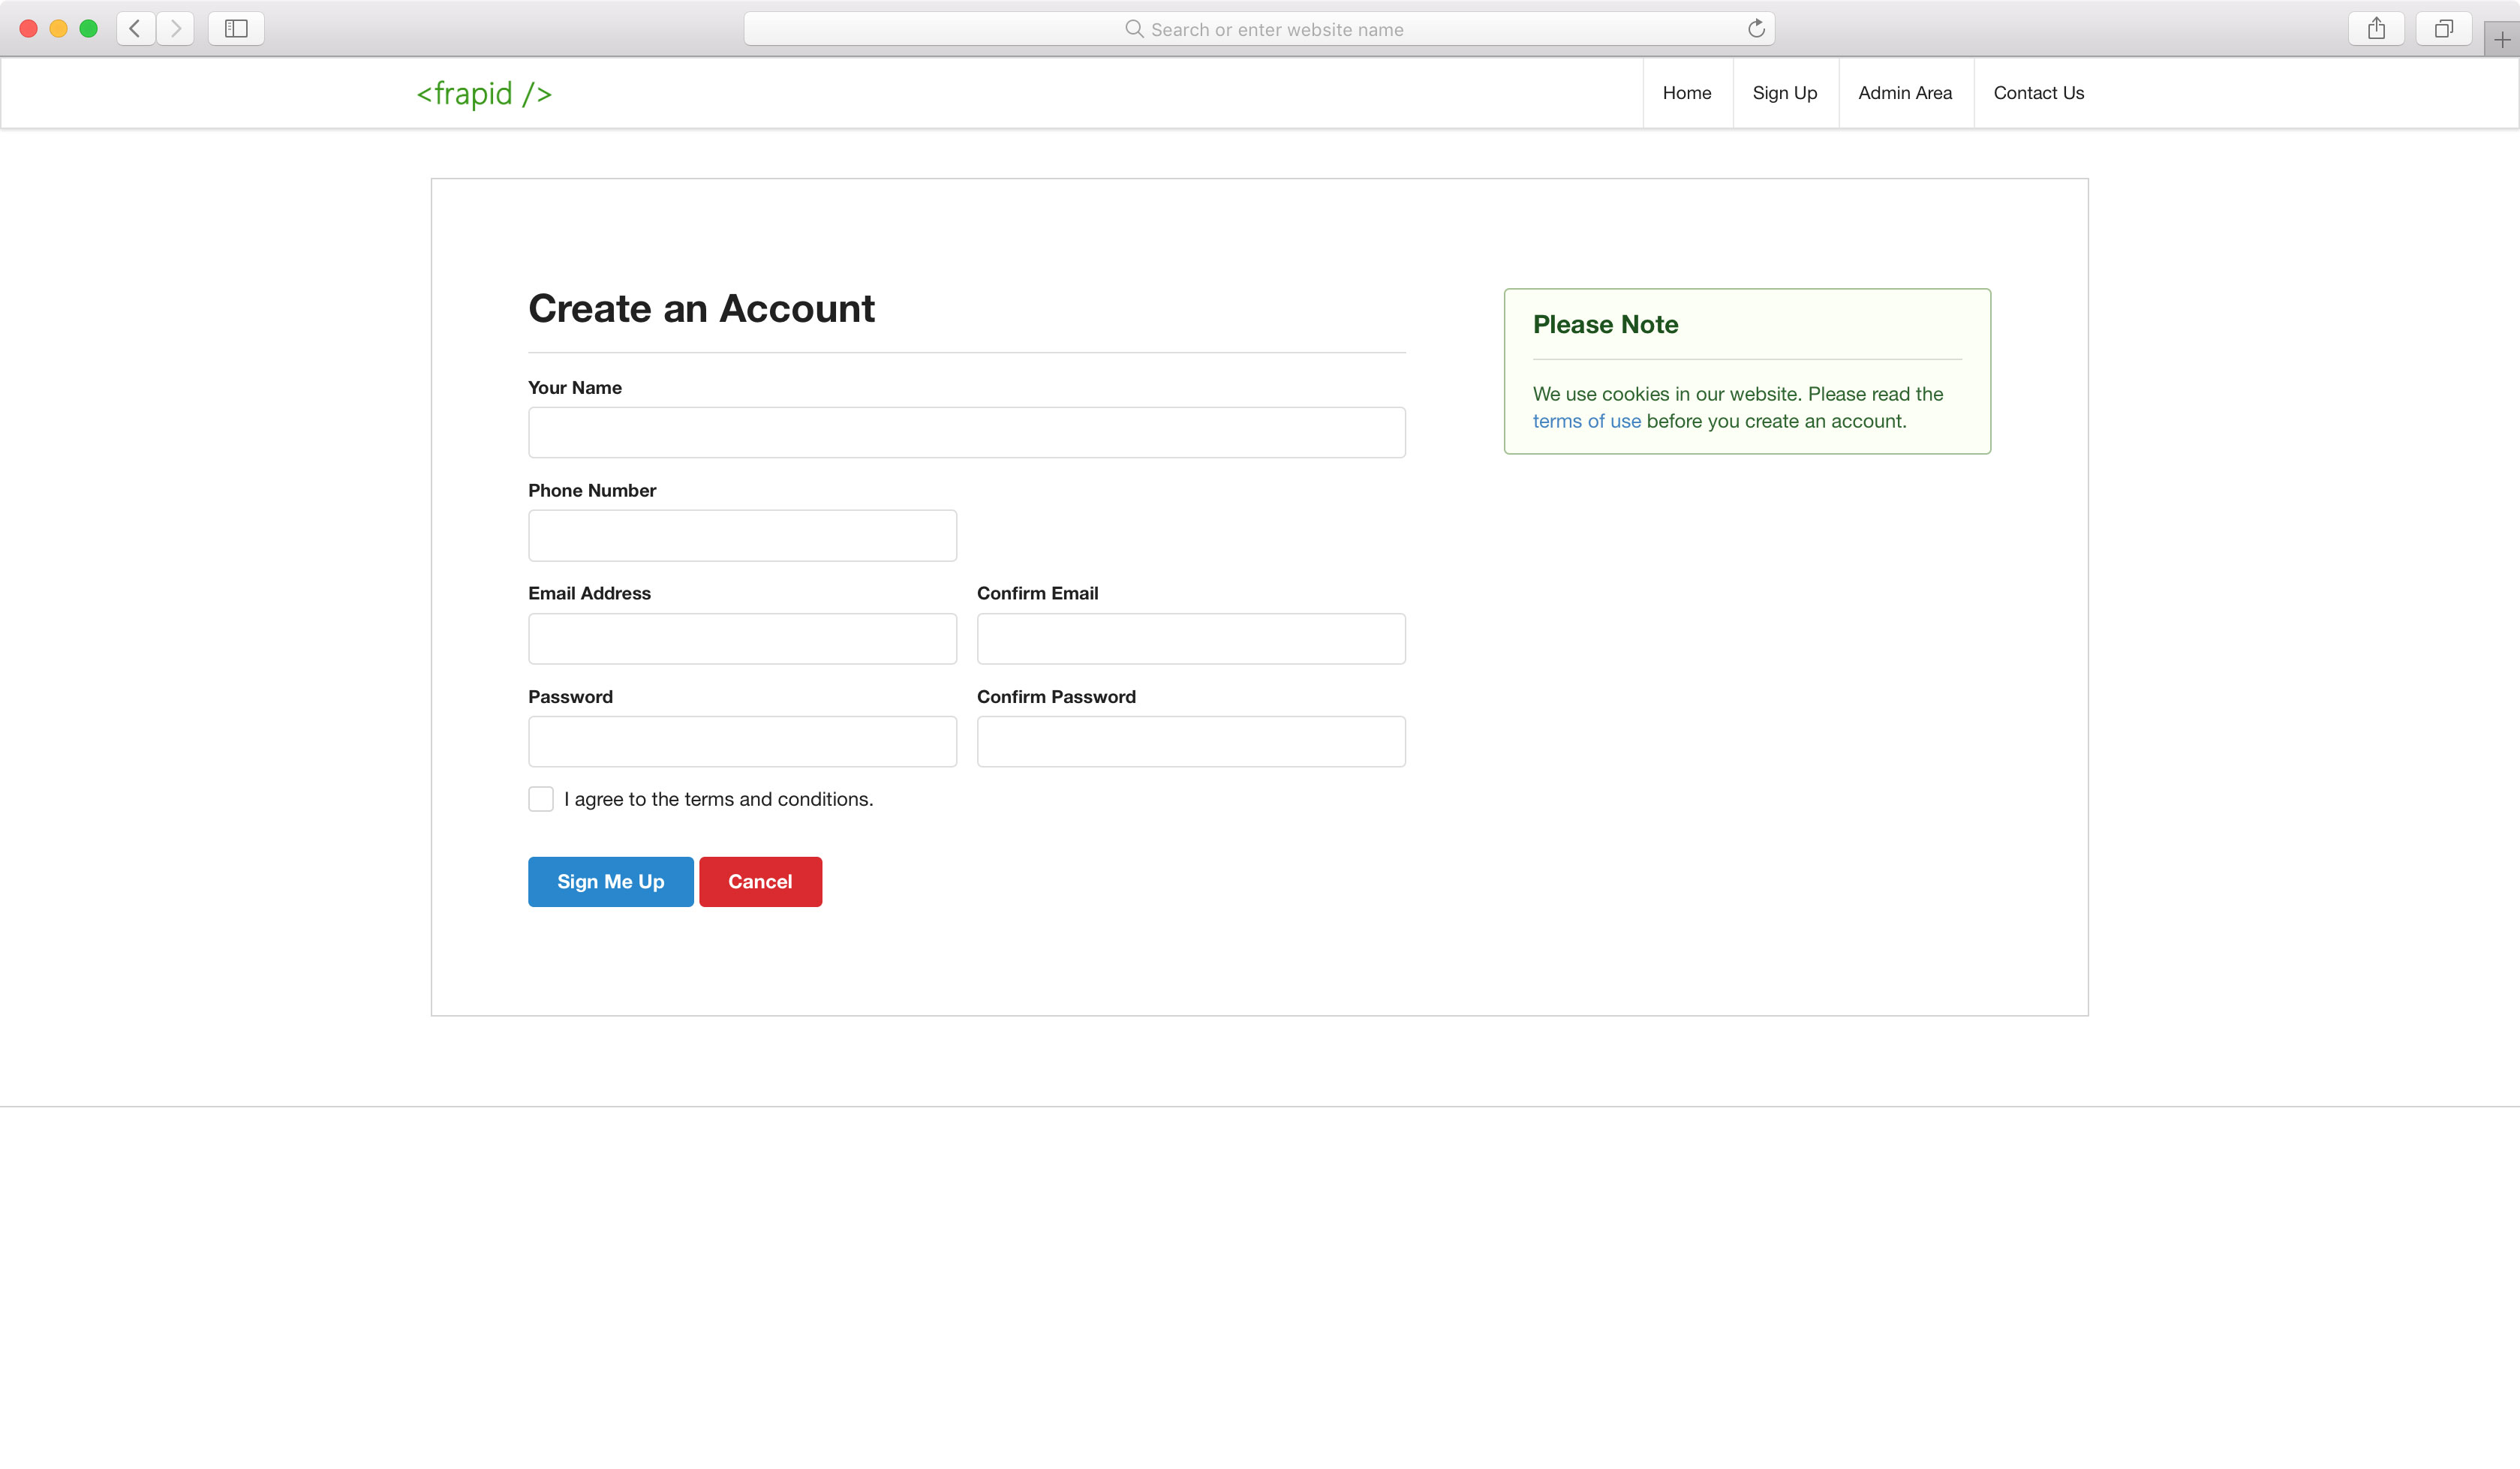 Search or enter website name
<frapid />
Home
Sign Up
Admin Area
Contact Us
Create an Account
Your Name
Phone Number
Email Address
Confirm Email
Password
Confirm Password
I agree to the terms and conditions.
Sign Me Up
Cancel
Please Note
We use cookies in our website. Please read the
terms of use before you create an account.